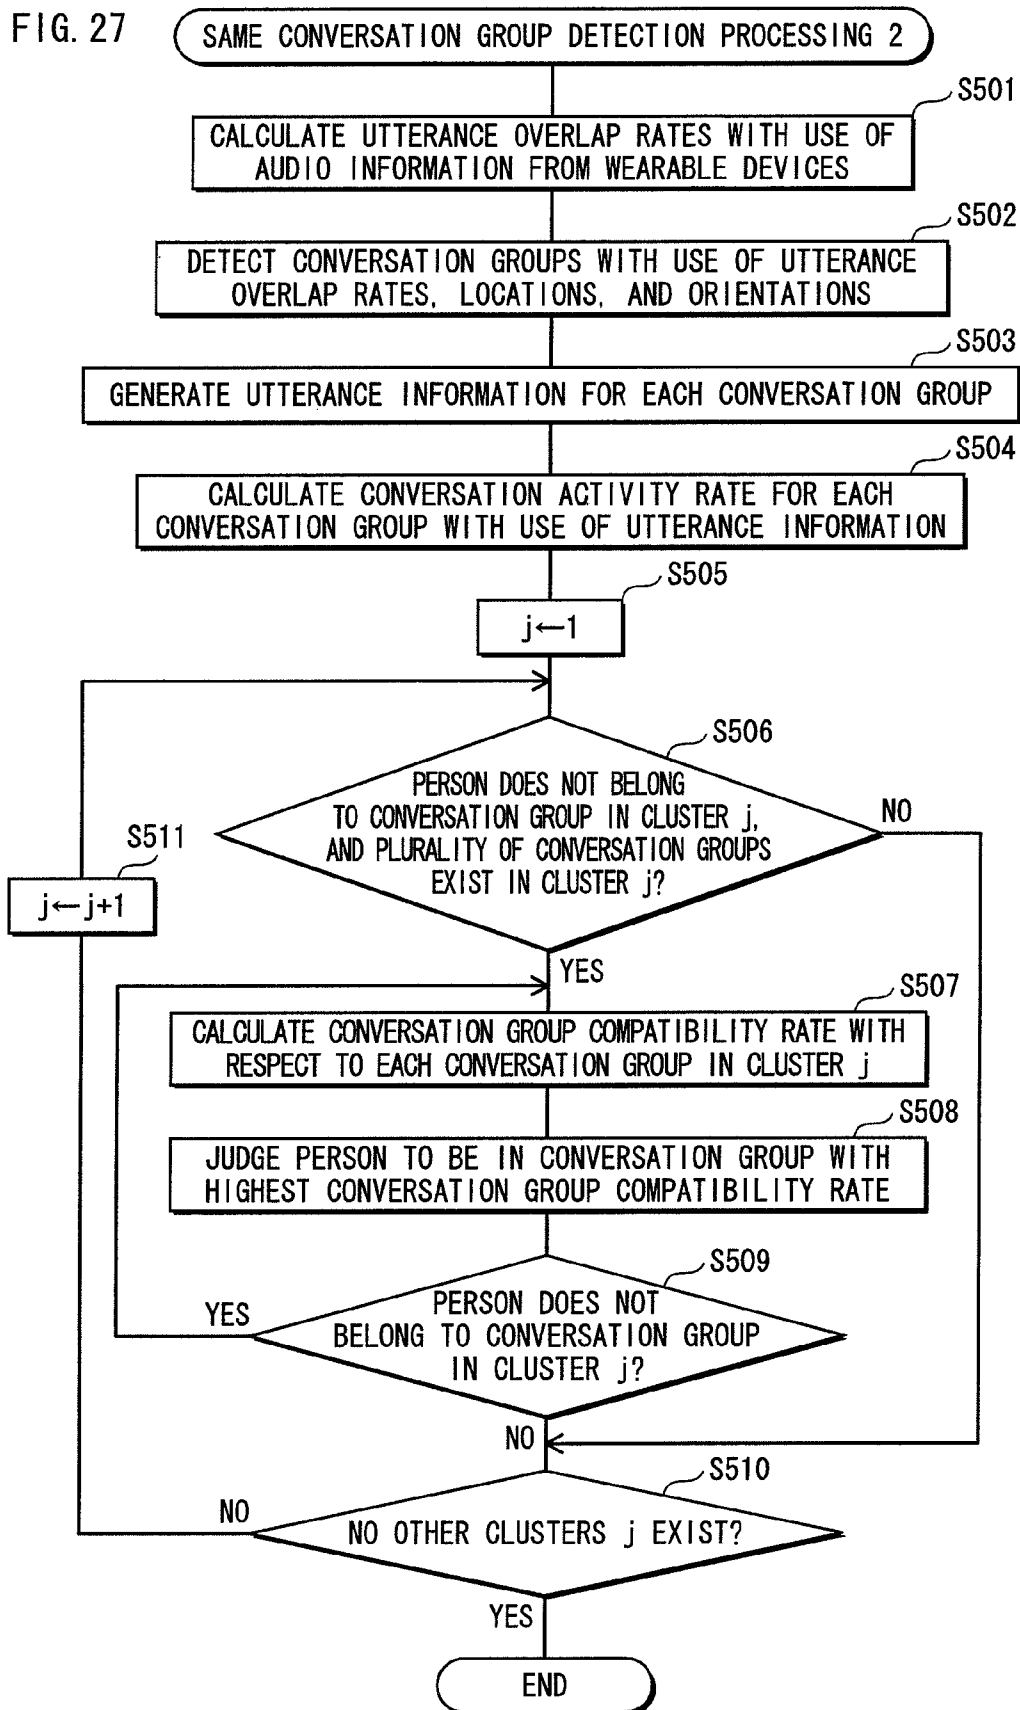 FIG. 27
SAME CONVERSATION GROUP DETECTION PROCESSING 2
S501
CALCULATE UTTERANCE OVERLAP RATES WITH USE OF
AUDIO INFORMATION FROM WEARABLE DEVICES
S502
DETECT CONVERSATION GROUPS WITH USE OF UTTERANCE
OVERLAP RATES, LOCATIONS, AND ORIENTATIONS
S503
GENERATE UTTERANCE INFORMATION FOR EACH CONVERSATION GROUP
S504
CALCULATE CONVERSATION ACTIVITY RATE FOR EACH
CONVERSATION GROUP WITH USE OF UTTERANCE INFORMATION
S505
j←1
S506
PERSON DOES NOT BELONG
TO CONVERSATION GROUP IN CLUSTER j,
AND PLURALITY OF CONVERSATION GROUPS
EXIST IN CLUSTER j?
NO
S511
j←j+1
YES
S507
CALCULATE CONVERSATION GROUP COMPATIBILITY RATE WITH
RESPECT TO EACH CONVERSATION GROUP IN CLUSTER j
S508
JUDGE PERSON TO BE IN CONVERSATION GROUP WITH
HIGHEST CONVERSATION GROUP COMPATIBILITY RATE
S509
YES
PERSON DOES NOT
BELONG TO CONVERSATION GROUP
IN CLUSTER j?
NO
S510
NO
NO OTHER CLUSTERS j EXIST?
YES
END